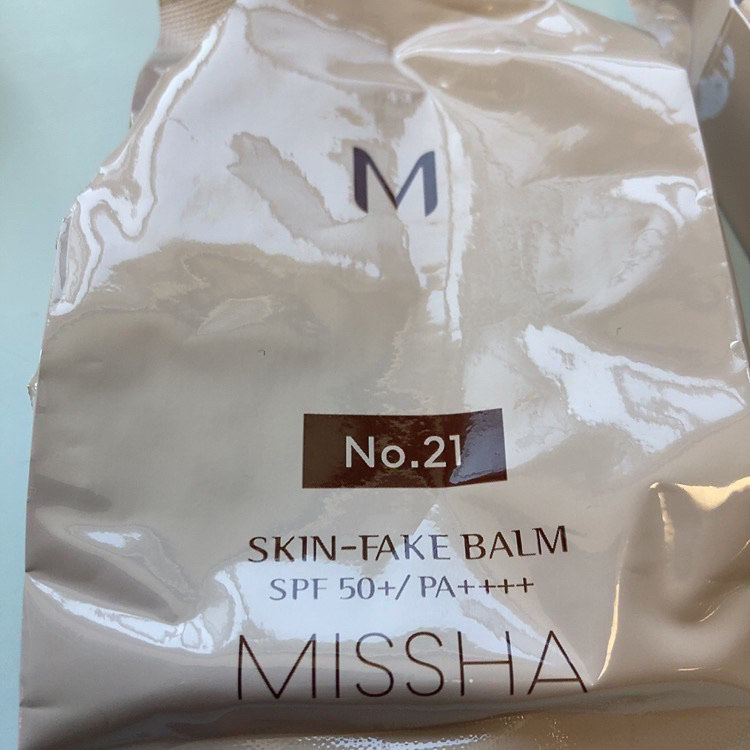 M
No.21
SKIN-FAKE BALM
SPF 50+/ PA++++
MISSHA